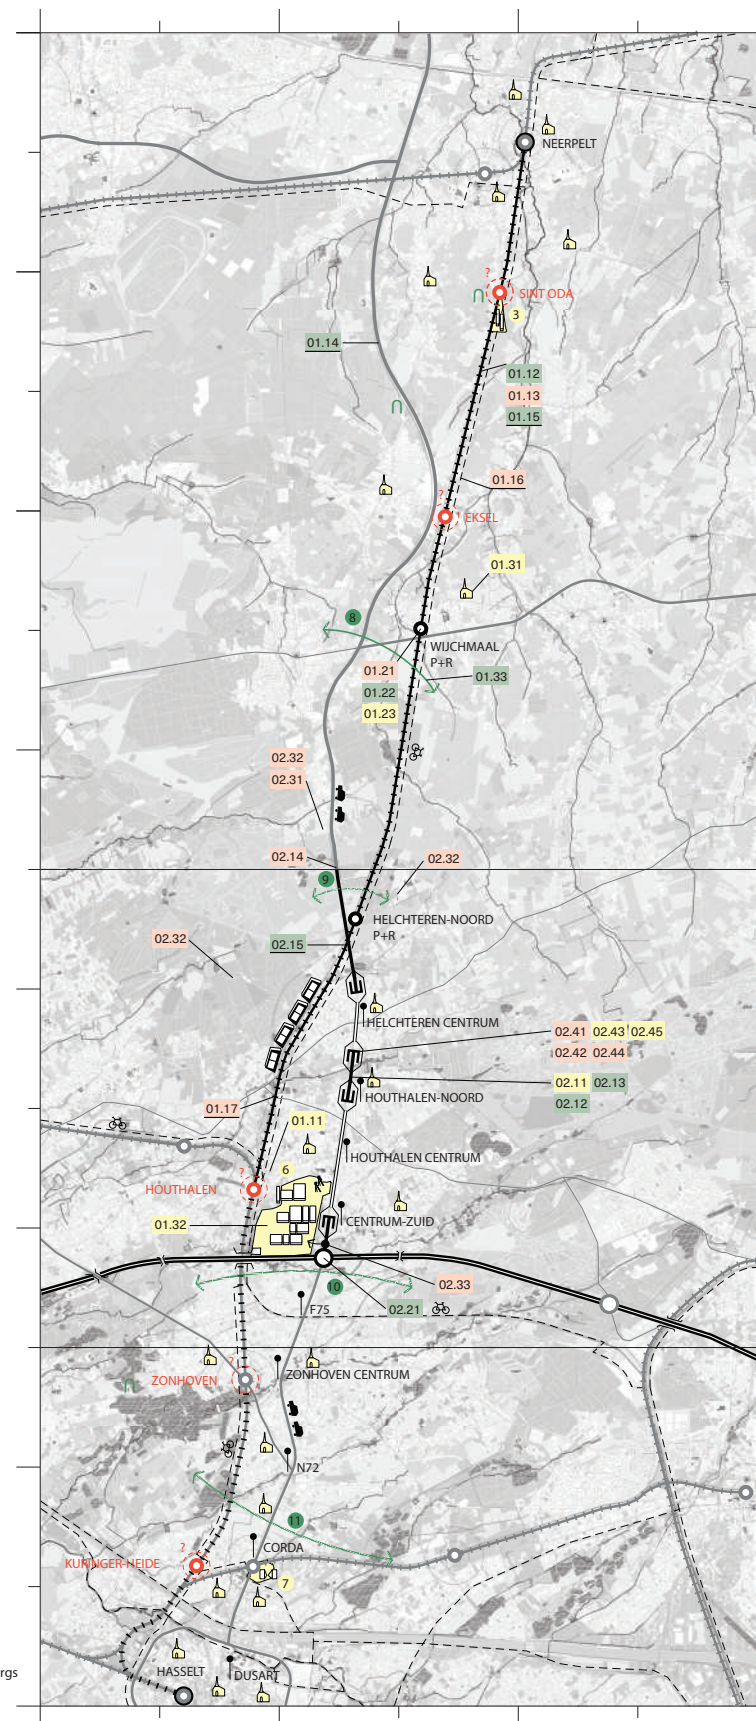 NEERPELT
?
SINT ODA
3
01.14
01.12
01.13
01.15
01.16
?
EKSEL
01.31
8
WIJCHMAAL
P+R
01.21
01.33
01.22
01.23
02.32
02.31
02.14
02.32
9
HELCHTEREN-NOORD
P+R
02.32
02.15
HELCHTEREN CENTRUM
02.41 02.43 02.45
02.42 02.44
02.11 02.13
02.12
HOUTHALEN-NOORD
01.17
01.11
HOUTHALEN CENTRUM
?
6
HOUTHALEN
01.32
CENTRUM-ZUID
02.33
10
02.21
F75
?
ZONHOVEN
ZONHOVEN CENTRUM
N72
11
?
CORDA
KURINGER-HEIDE
7
HASSELT
DUSART
rgs